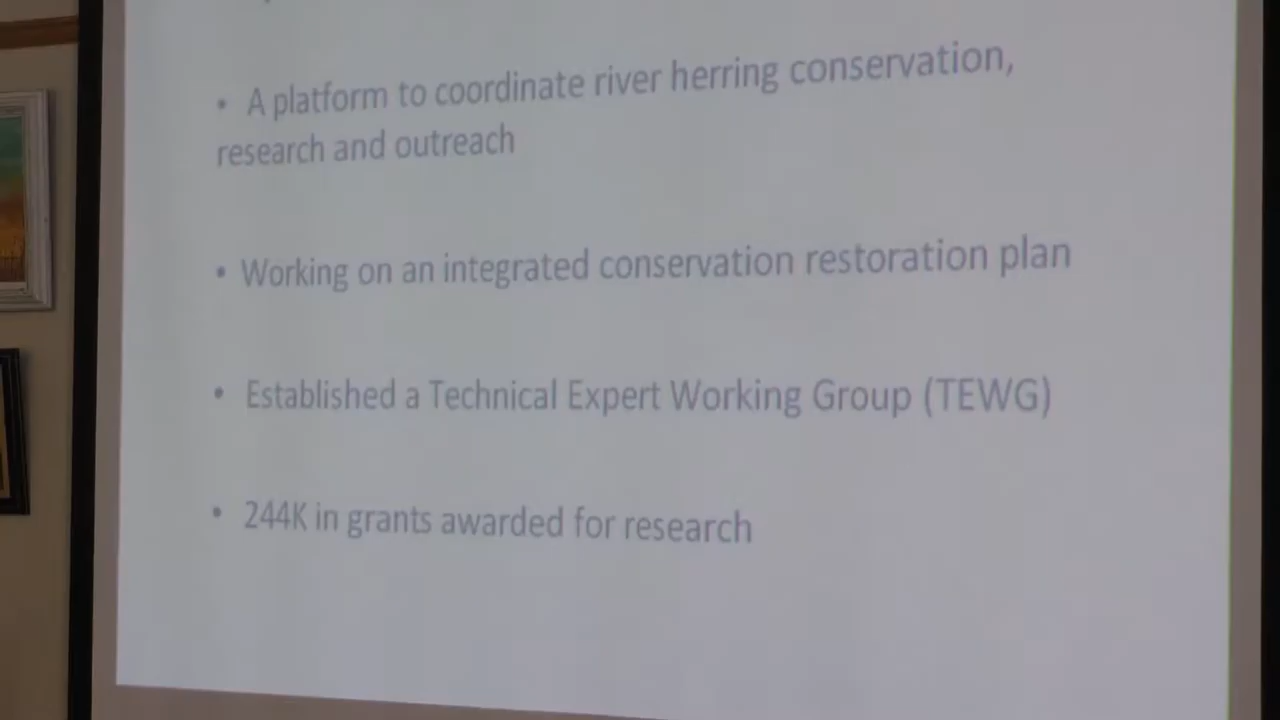 • A platform to coordinate river herring conservation,
research and outreach
• Working on an integrated conservation restoration plan
• Established a Technical Expert Working Group (TEWG)
• 244K in grants awarded for research